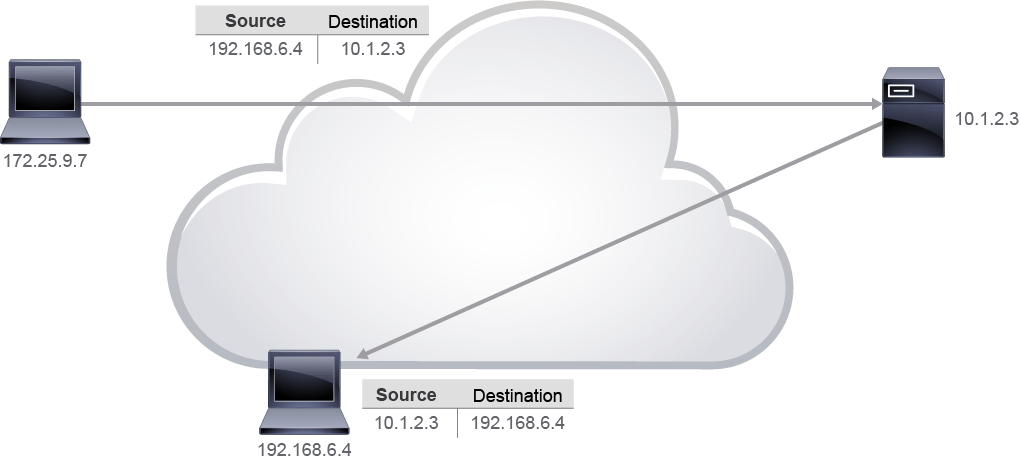 Source Destination
192.168.6.4 10.1.2.3
172.25.9.7
10.1.2.3
Source Destination
10.1.2.3 192.168.6.4
192.168.6.4